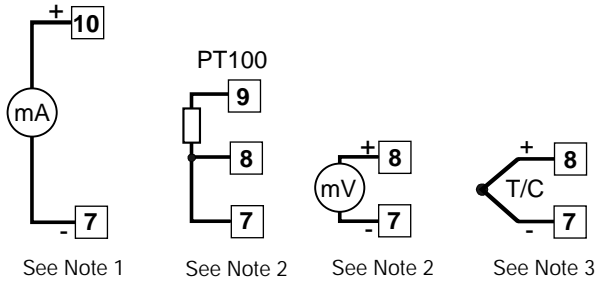 + 10
mA
- 7
See Note 1
PT100
9
8
7
See Note 2
+ 8
mV
- 7
See Note 2
+ 8
T/C
- 7
See Note 3